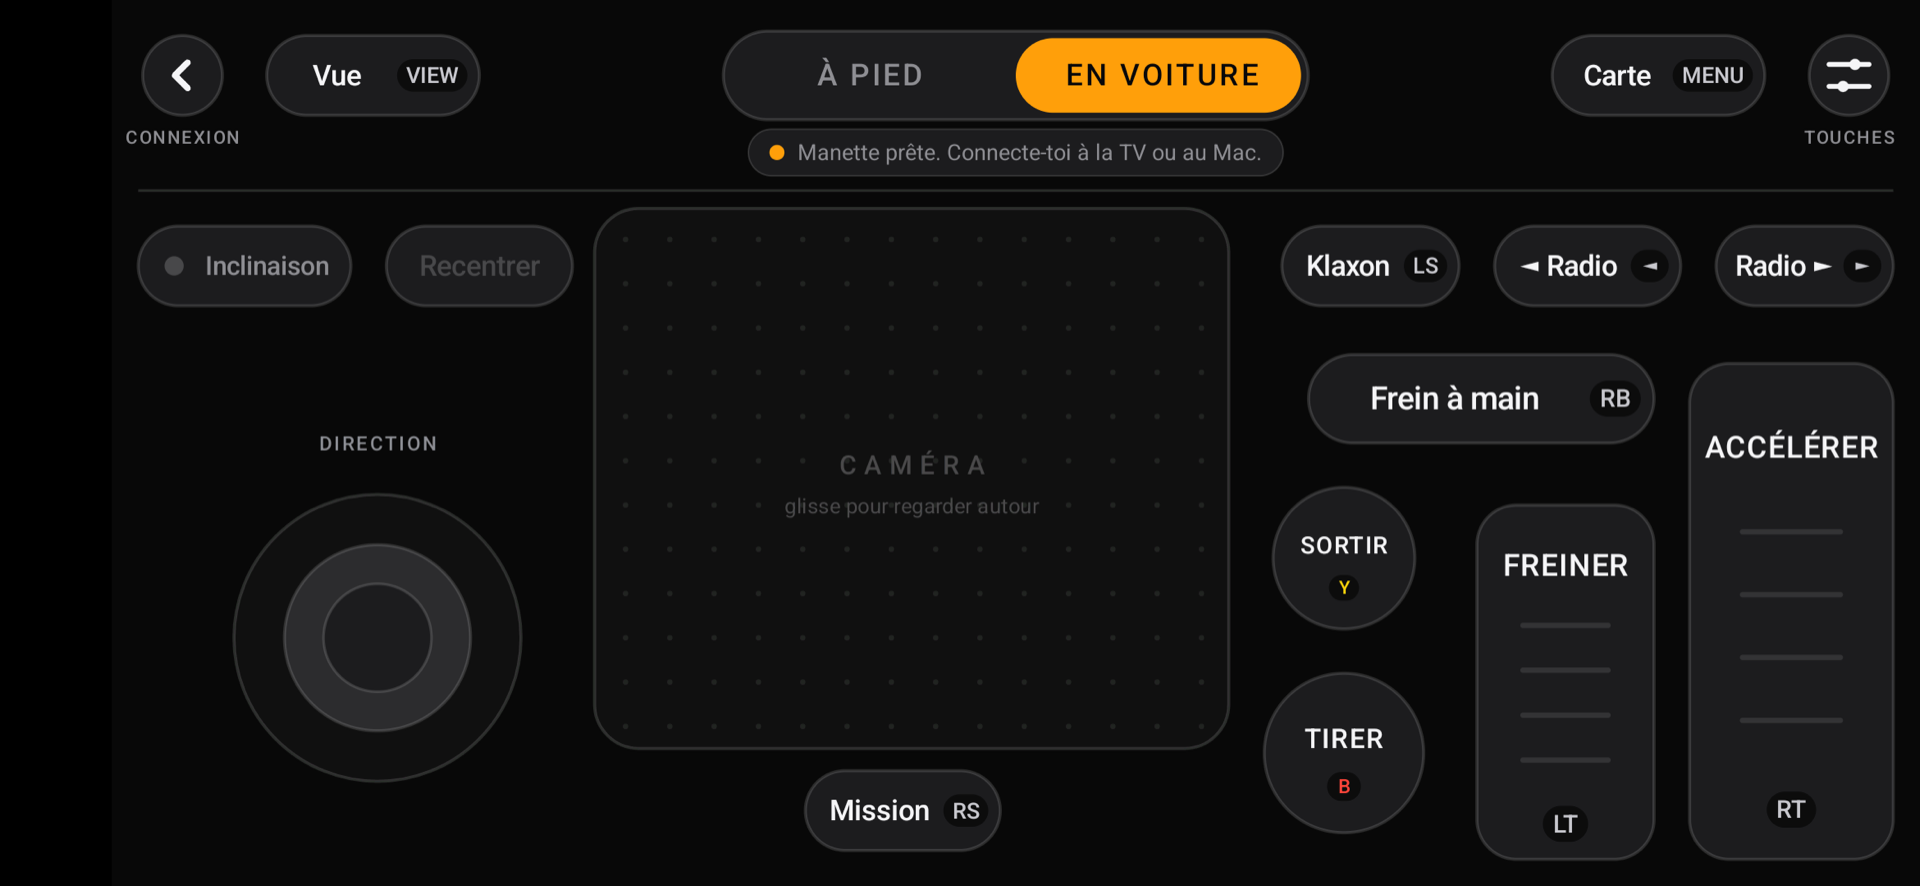 Vue VIEW
À PIED
EN VOITURE
Carte MENU
CONNEXION
TOUCHES
Manette prête. Connecte-toi à la TV ou au Mac.
Inclinaison
Recentrer
Klaxon LS
◄ Radio ◄
Radio ► ►
Frein à main RB
ACCÉLÉRER
DIRECTION
CAMÉRA
glisse pour regarder autour
SORTIR
Y
FREINER
TIRER
B
Mission RS
LT
RT